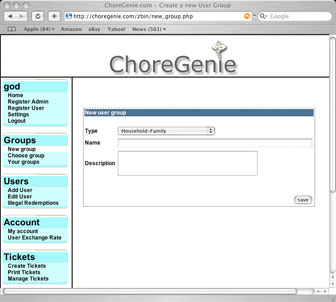 ChoreGenie.com – Create a new User Group
http://choregenie.com/zbin/new_group.php
Google
Apple (84) Amazon eBay Yahoo! News (501)
ChoreGenie
god
Home
Register Admin
Register User
Settings
Logout
Groups
New group
Choose group
Your groups
Users
Add User
Edit User
Illegal Redemptions
Account
My account
User Exchange Rate
Tickets
Create Tickets
Print Tickets
Manage Tickets
New user group
Type Household-Family
Name
Description
save